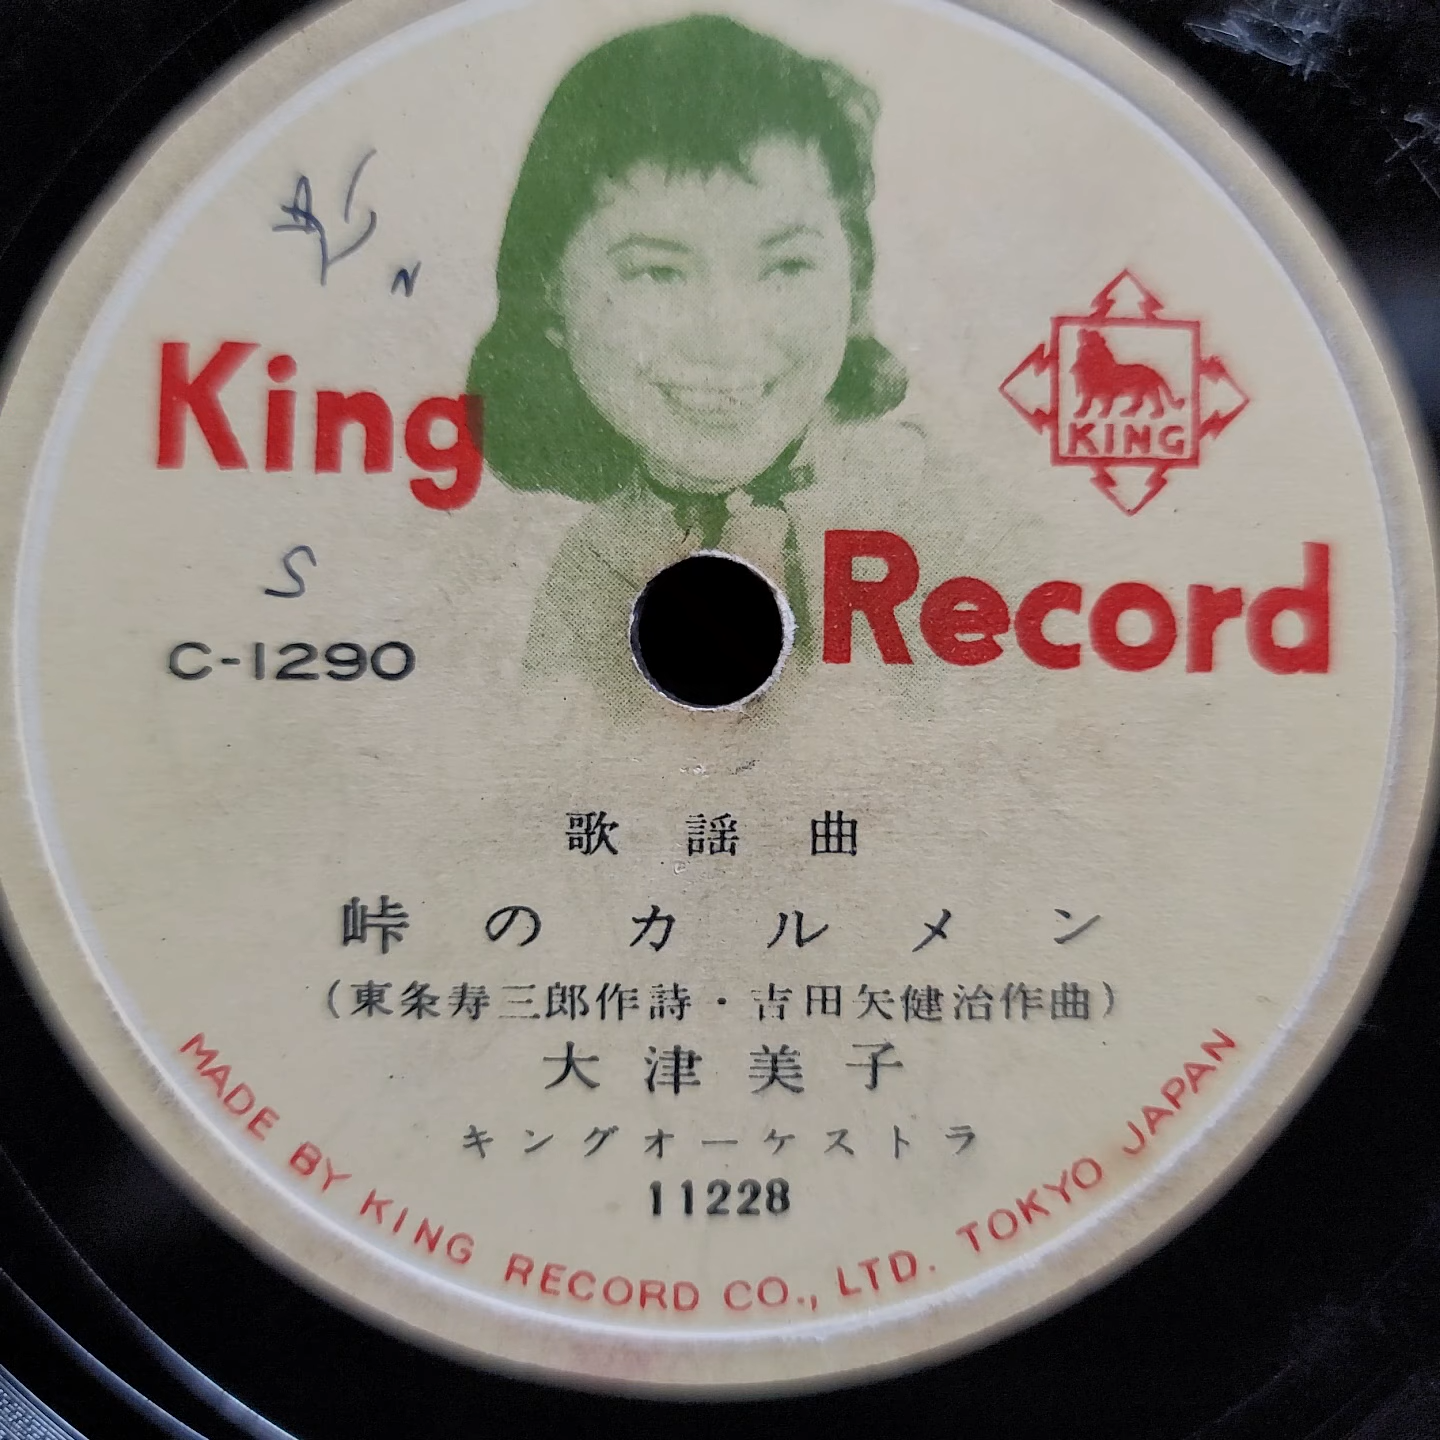 King
KING
Record
S
C-1290
歌謡曲
峠のカルメン
(東条寿三郎作詩・吉田矢健治作曲)
大津美子
キングオーケストラ
11228
MADE BY KING RECORD CO., LTD. TOKYO JAPAN